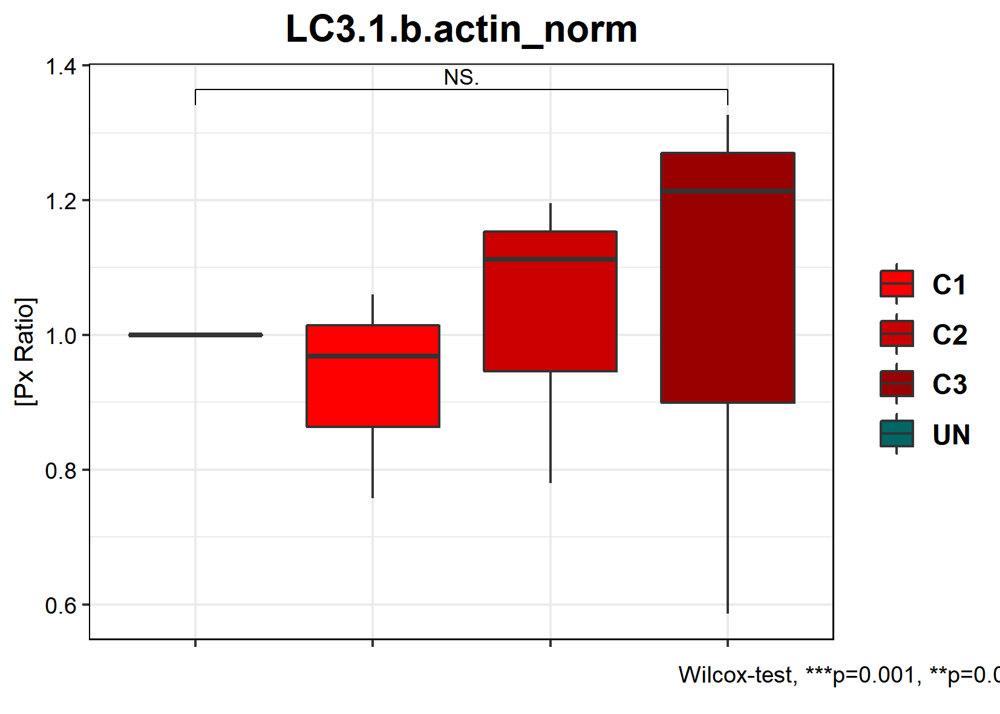 LC3.1.b.actin_norm
NS.
1.4
1.2
1.0
0.8
0.6
[Px Ratio]
C1
C2
C3
UN
Wilcox-test, ***p=0.001, **p=0.0